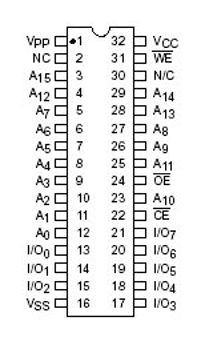 Vpp 1 32 VCC
NC 2 31 WE
A15 3 30 N/C
A12 4 29 A14
A7 5 28 A13
A6 6 27 A8
A5 7 26 A9
A4 8 25 A11
A3 9 24 OE
A2 10 23 A10
A1 11 22 CE
A0 12 21 I/O7
I/O0 13 20 I/O6
I/O1 14 19 I/O5
I/O2 15 18 I/O4
VSS 16 17 I/O3